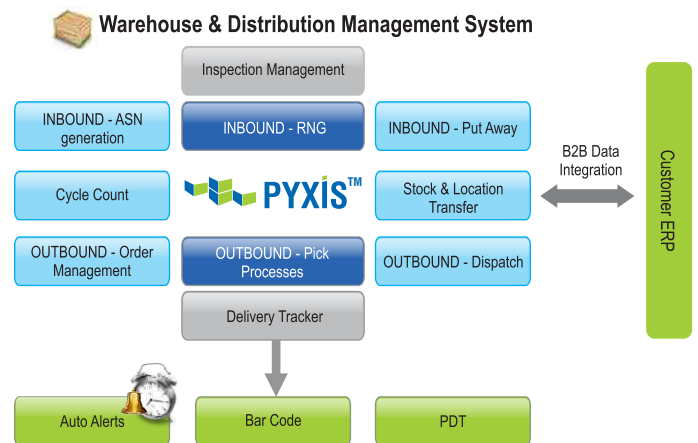 Warehouse & Distribution Management System
Inspection Management
INBOUND - ASN
generation
INBOUND - RNG
INBOUND - Put Away
B2B Data
Integration
Customer ERP
Cycle Count
PYXIS™
Stock & Location
Transfer
OUTBOUND - Order
Management
OUTBOUND - Pick
Processes
OUTBOUND - Dispatch
Delivery Tracker
Auto Alerts
Bar Code
PDT